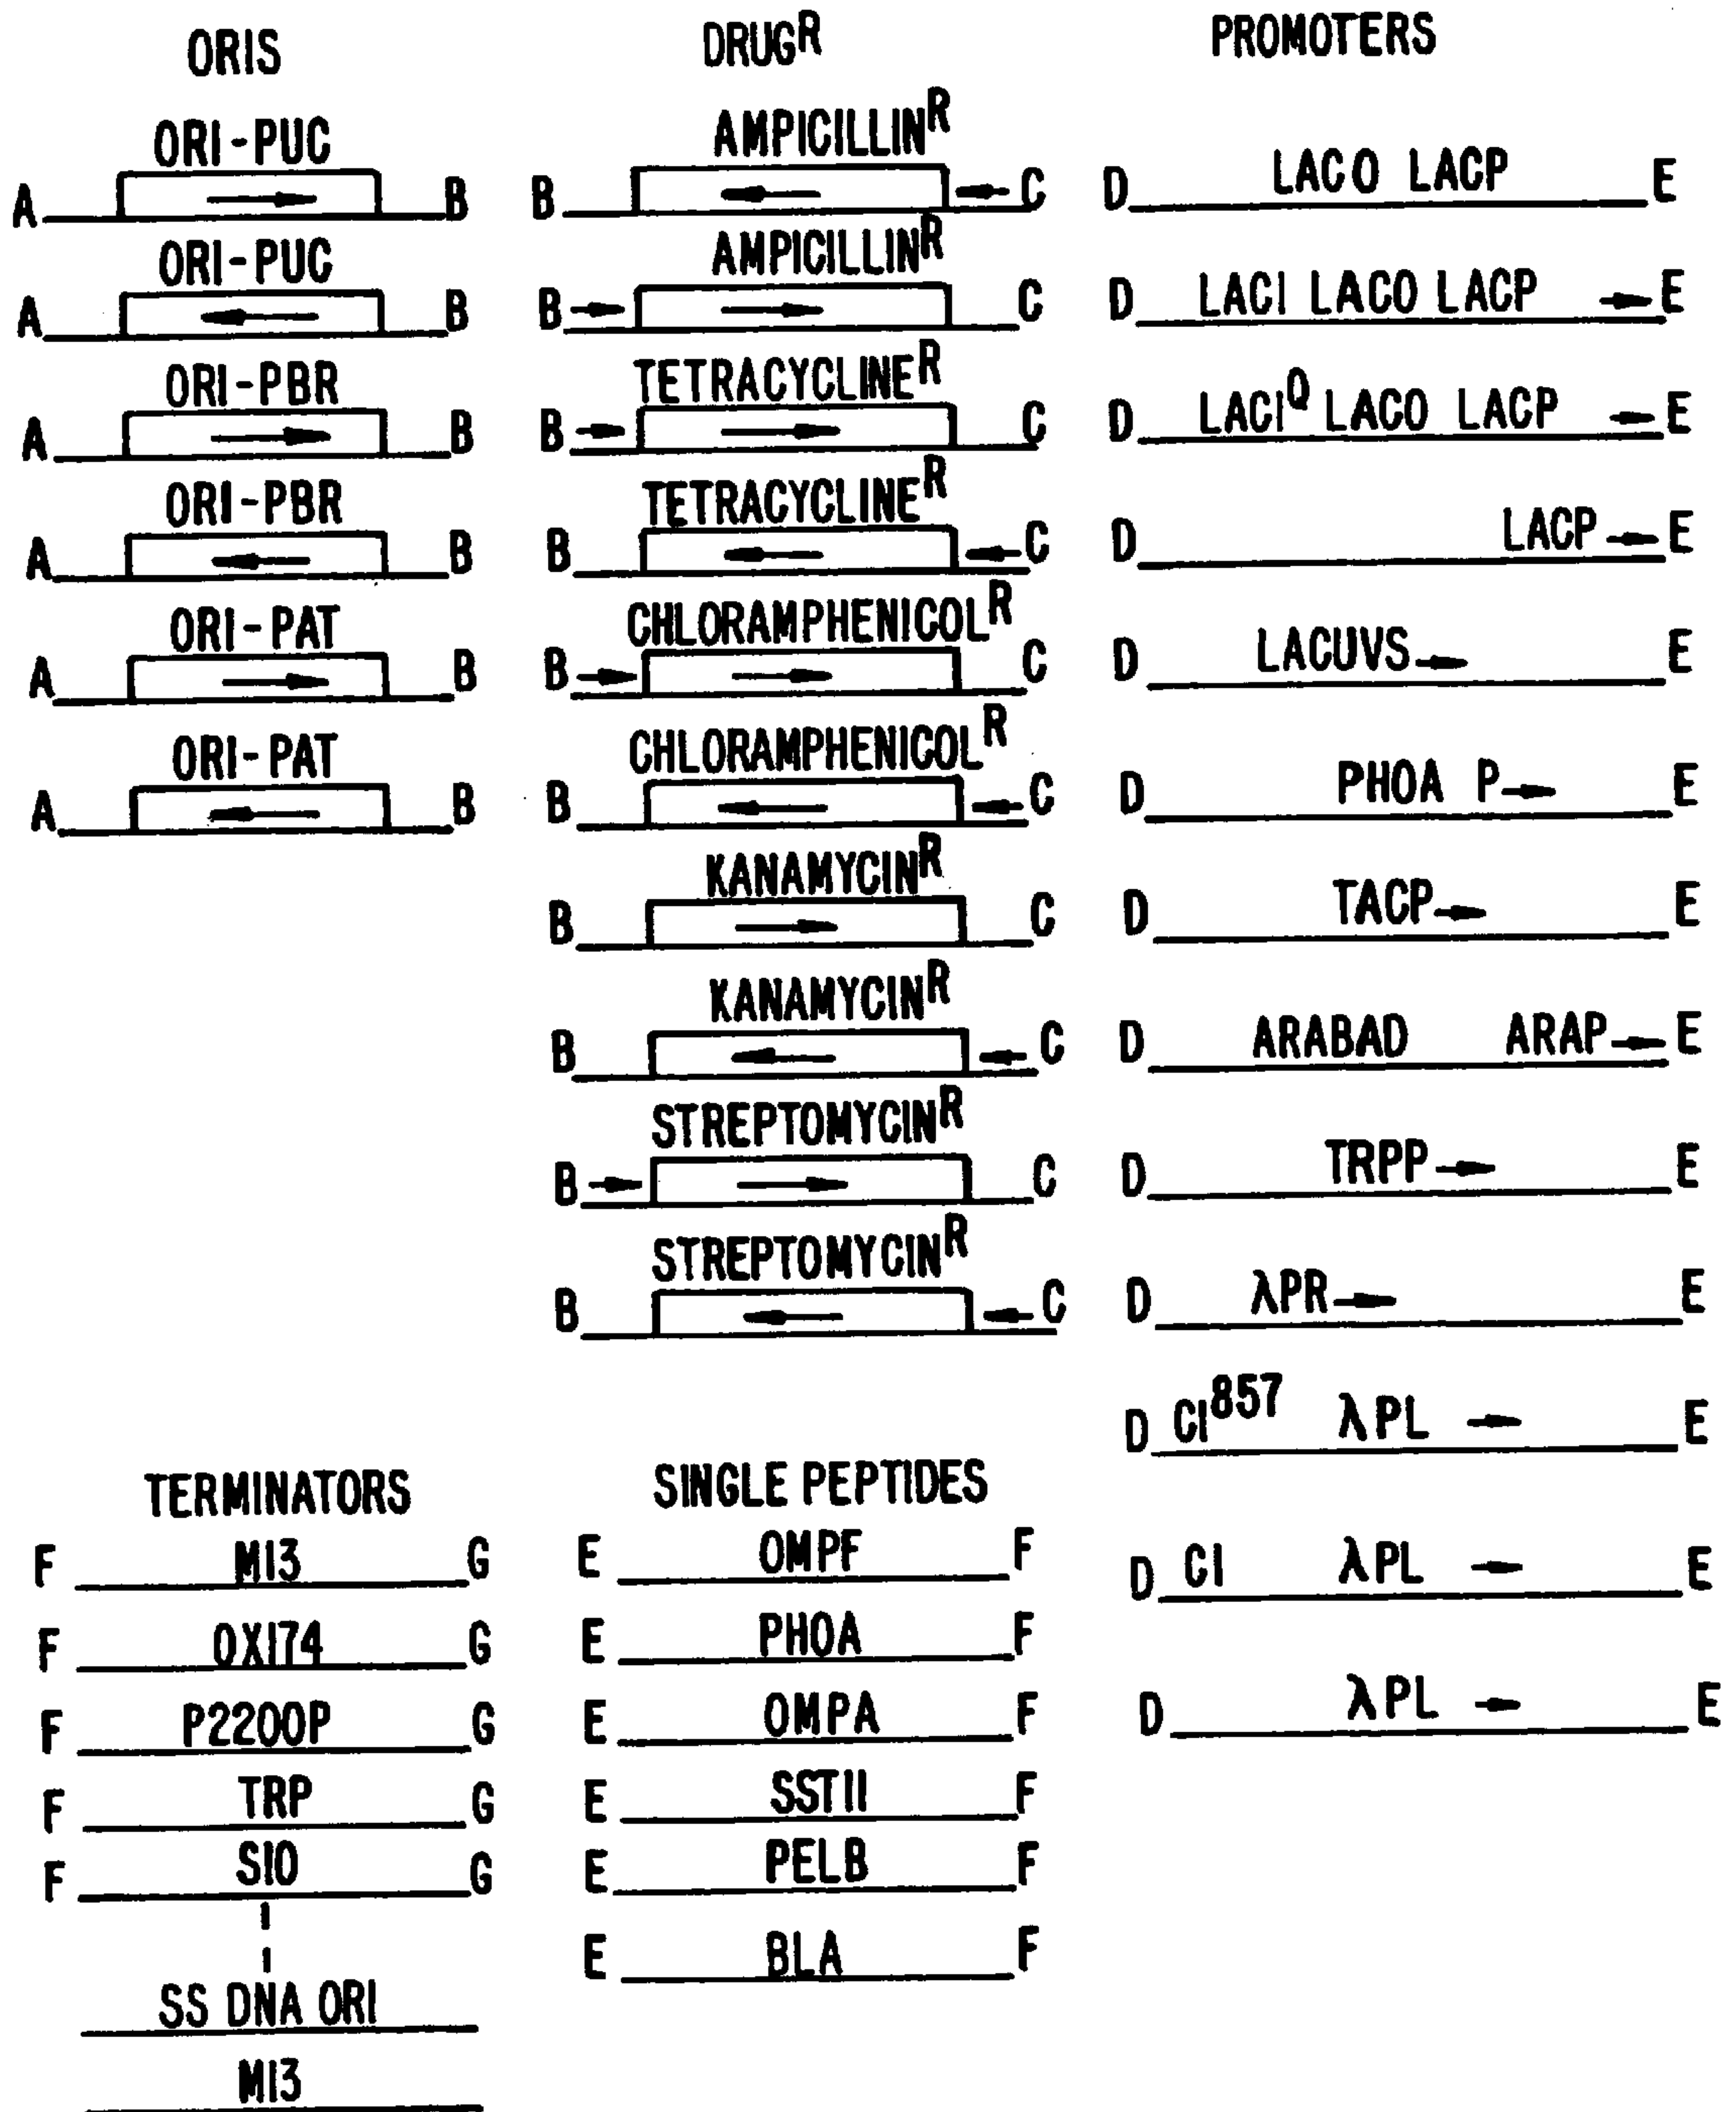 ORIS
ORI-PUC
A B
ORI-PUC
A B
ORI-PBR
A B
ORI-PBR
A B
ORI-PAT
A B
ORI-PAT
A B
DRUGR
AMPICILLINR
B C
AMPICILLINR
B C
TETRACYCLINER
B C
TETRACYCLINER
B C
CHLORAMPHENICOLR
B C
CHLORAMPHENICOLR
B C
KANAMYCINR
B C
KANAMYCINR
B C
STREPTOMYCINR
B C
STREPTOMYCINR
B C
PROMOTERS
D LACO LACP E
D LACI LACO LACP E
D LACIQ LACO LACP E
D LACP E
D LACUVS E
D PHOA P E
D TACP E
D ARABAD ARAP E
D TRPP E
D λPR E
D CI857 λPL E
D CI λPL E
D λPL E
TERMINATORS
F M13 G
F 0X174 G
F P2200P G
F TRP G
F S10 G
SS DNA ORI
M13
SINGLE PEPTIDES
E OMPF F
E PHOA F
E OMPA F
E SSTII F
E PELB F
E BLA F